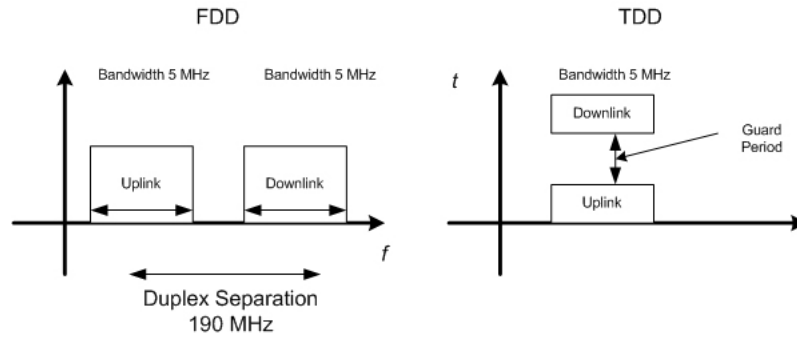 FDD
Bandwidth 5 MHz
Bandwidth 5 MHz
Uplink
Downlink
f
Duplex Separation
190 MHz
TDD
t
Bandwidth 5 MHz
Downlink
Guard
Period
Uplink